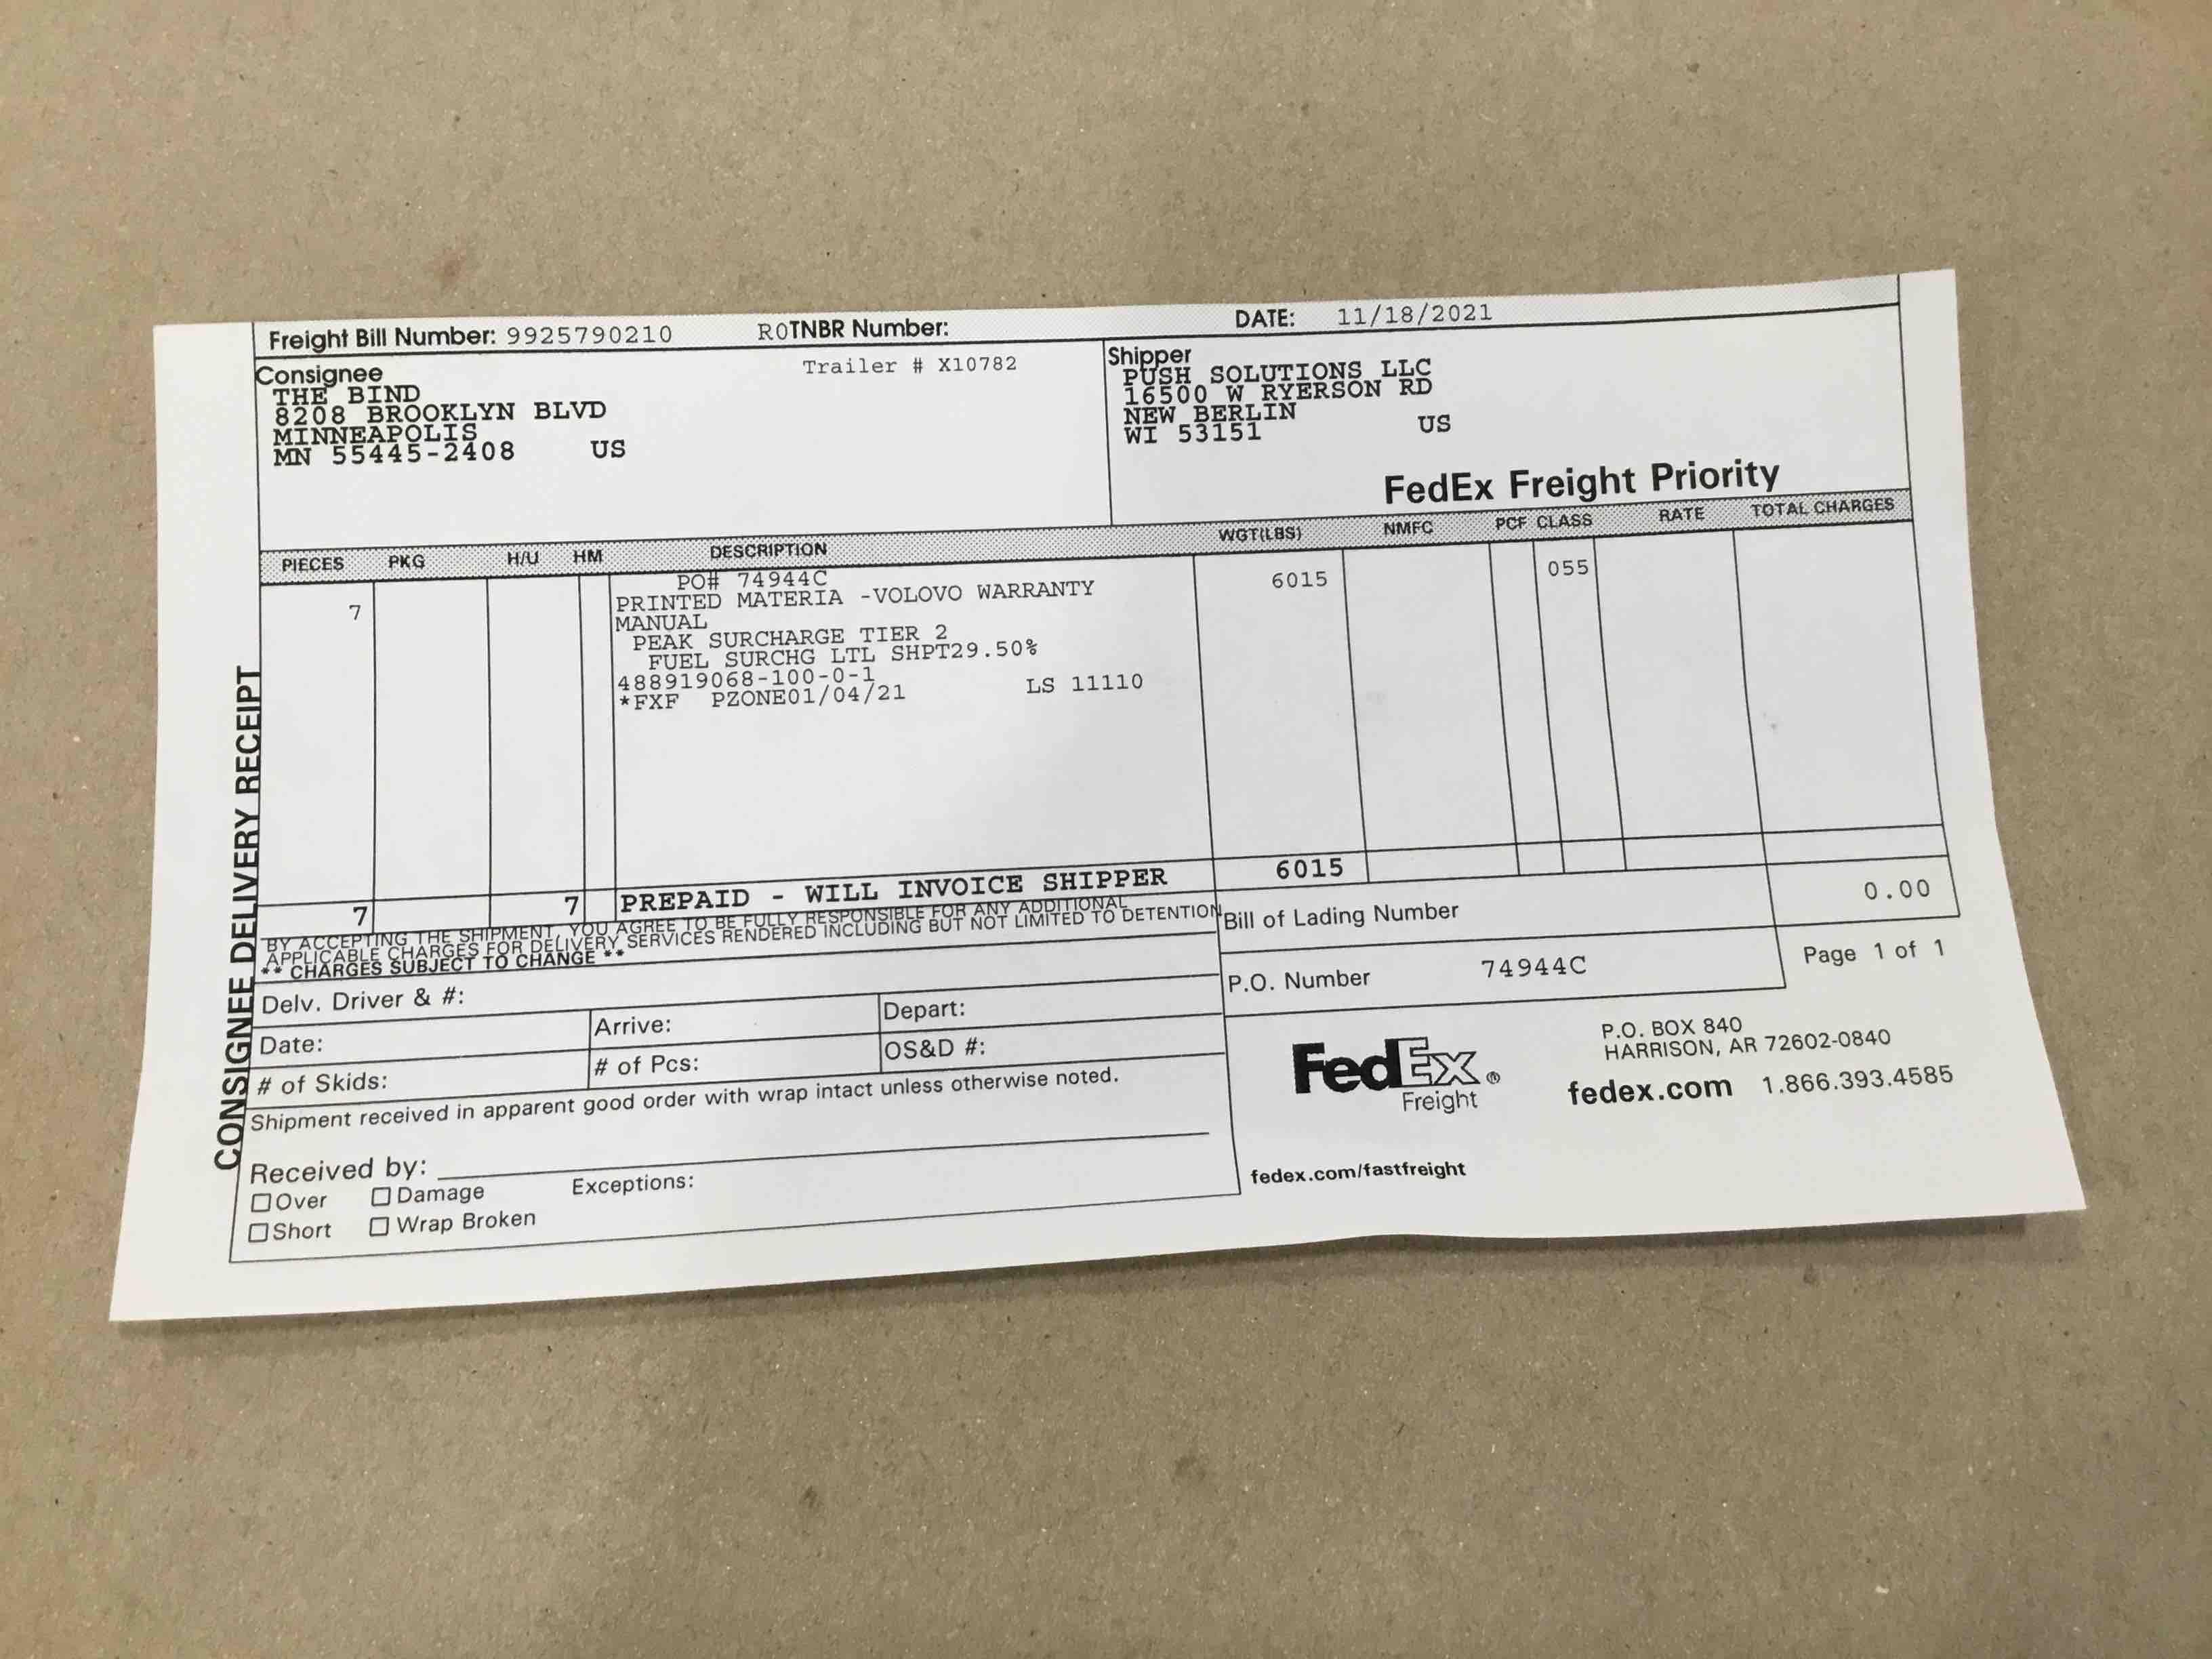 Freight Bill Number: 9925790210 ROTNBR Number: DATE: 11/18/2021
Consignee
THE BIND
8208 BROOKLYN BLVD
MINNEAPOLIS
MN 55445-2408 US
Trailer # X10782
Shipper
PUSH SOLUTIONS LLC
16500 W RYERSON RD
NEW BERLIN
WI 53151 US
FedEx Freight Priority
PIECES PKG H/U HM DESCRIPTION WGT(LBS) NMFC PCF CLASS RATE TOTAL CHARGES
PO# 74944C 6015 055
7 PRINTED MATERIA -VOLOVO WARRANTY
MANUAL
PEAK SURCHARGE TIER 2
FUEL SURCHG LTL SHPT29.50%
488919068-100-0-1
*FXF PZONE01/04/21 LS 11110
7 7 PREPAID - WILL INVOICE SHIPPER 6015
0.00
BY ACCEPTING THE SHIPMENT, YOU AGREE TO BE FULLY RESPONSIBLE FOR ANY ADDITIONAL
APPLICABLE CHARGES FOR DELIVERY SERVICES RENDERED INCLUDING BUT NOT LIMITED TO DETENTION
** CHARGES SUBJECT TO CHANGE **
Bill of Lading Number
P.O. Number 74944C
Page 1 of 1
Delv. Driver & #:
Date: Arrive: Depart:
# of Skids: # of Pcs: OS&D #:
Shipment received in apparent good order with wrap intact unless otherwise noted.
Received by:
Over Damage Exceptions:
Short Wrap Broken
FedEx®
Freight
P.O. BOX 840
HARRISON, AR 72602-0840
fedex.com 1.866.393.4585
fedex.com/fastfreight
CONSIGNEE DELIVERY RECEIPT